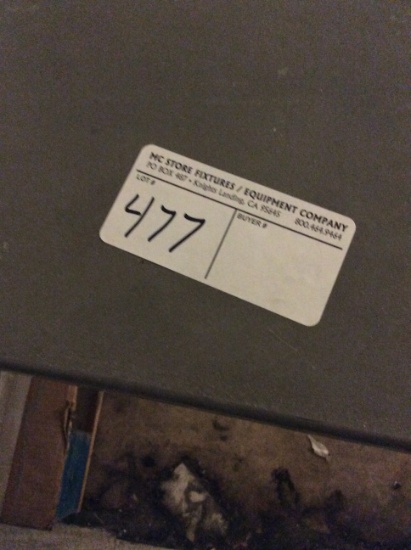 MC STORE FIXTURES / EQUIPMENT COMPANY
PO BOX 487 • Knights Landing, CA 95645 800.464.9464
LOT # BUYER #
477